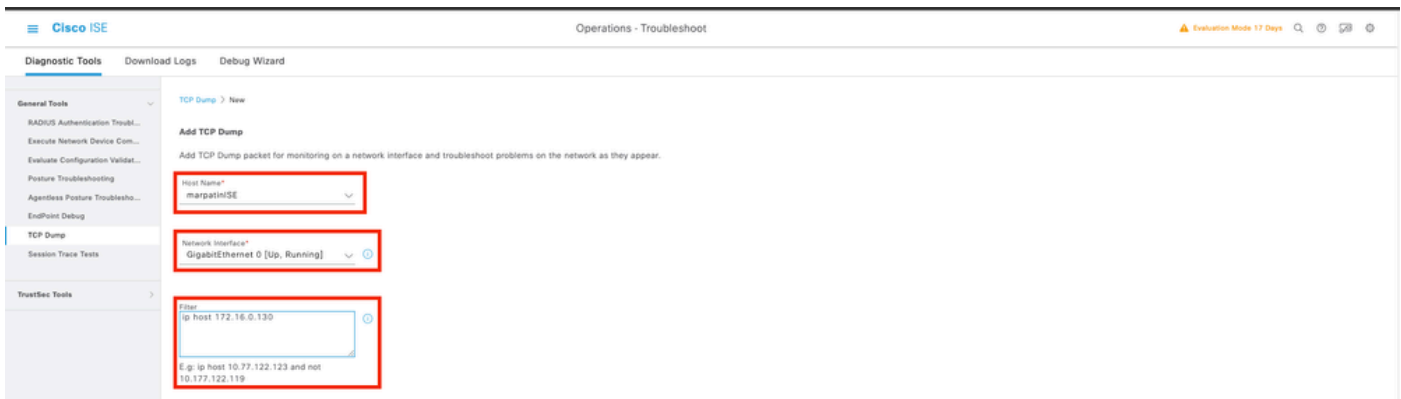 Cisco ISE
Operations - Troubleshoot
Evaluation Mode 17 Days
Diagnostic Tools
Download Logs
Debug Wizard
General Tools
RADIUS Authentication Troubl...
Execute Network Device Com...
Evaluate Configuration Validat...
Posture Troubleshooting
Agentless Posture Troublesho...
EndPoint Debug
TCP Dump
Session Trace Tests
TrustSec Tools
TCP Dump > New
Add TCP Dump
Add TCP Dump packet for monitoring on a network interface and troubleshoot problems on the network as they appear.
Host Name*
marpatinISE
Network Interface*
GigabitEthernet 0 [Up, Running]
Filter
ip host 172.16.0.130
E.g: ip host 10.77.122.123 and not
10.177.122.119